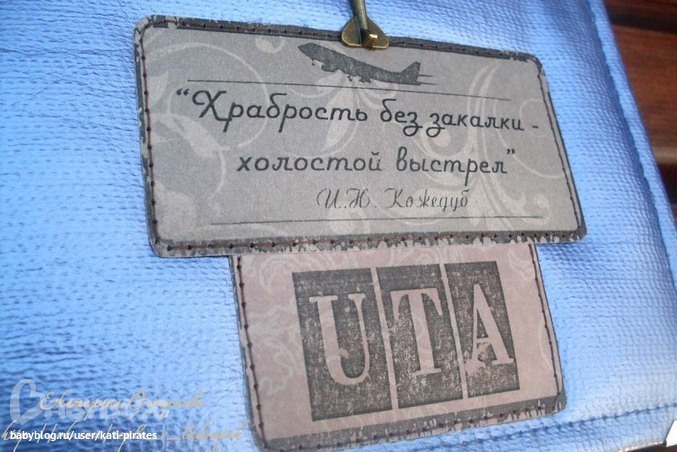 “Храбрость без закалки -
холостой выстрел”
И.Н. Кожедуб
UTA
babyblog.ru/user/kati-pirates